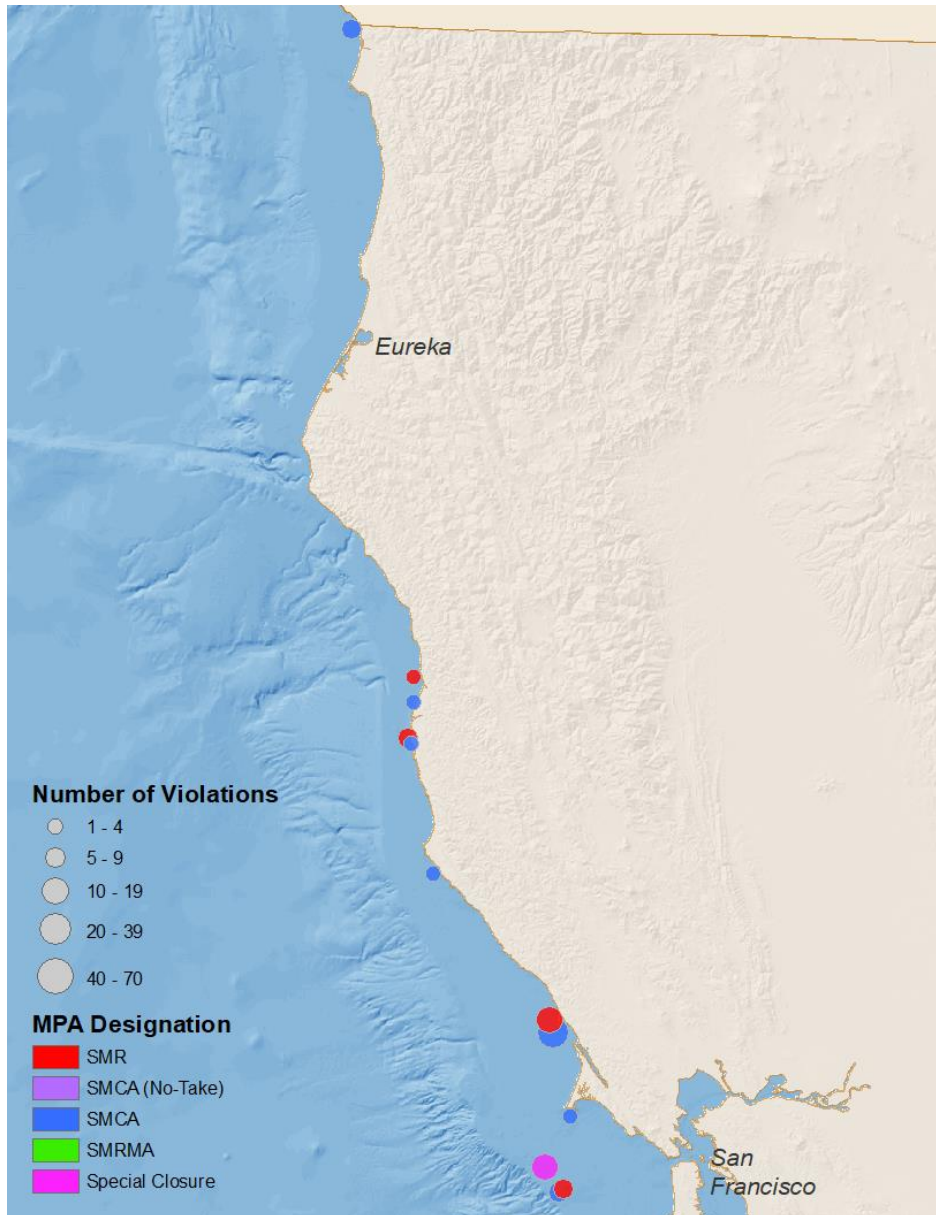 Eureka
Number of Violations
1 - 4
5 - 9
10 - 19
20 - 39
40 - 70
MPA Designation
SMR
SMCA (No-Take)
SMCA
SMRMA
Special Closure
San
Francisco